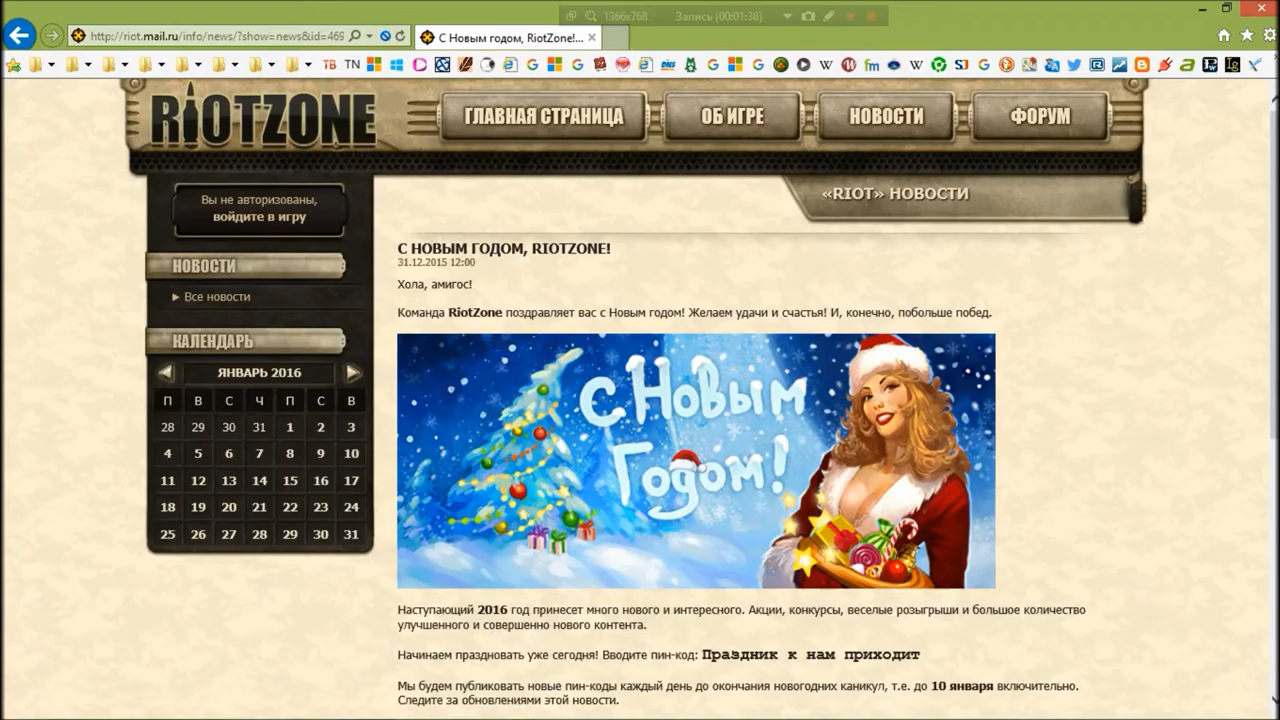 1366x768 Запись (00:01:38)
http://riot.mail.ru/info/news/?show=news&id=469
С Новым годом, RiotZone!...
RIOTZONE
ГЛАВНАЯ СТРАНИЦА
ОБ ИГРЕ
НОВОСТИ
ФОРУМ
Вы не авторизованы,
войдите в игру
«RIOT» НОВОСТИ
НОВОСТИ
Все новости
КАЛЕНДАРЬ
ЯНВАРЬ 2016
П В С Ч П С В
28 29 30 31 1 2 3
4 5 6 7 8 9 10
11 12 13 14 15 16 17
18 19 20 21 22 23 24
25 26 27 28 29 30 31
С НОВЫМ ГОДОМ, RIOTZONE!
31.12.2015 12:00
Хола, амигос!
Команда RiotZone поздравляет вас с Новым годом! Желаем удачи и счастья! И, конечно, побольше побед.
С Новым
Годом!
Наступающий 2016 год принесет много нового и интересного. Акции, конкурсы, веселые розыгрыши и большое количество
улучшенного и совершенно нового контента.
Начинаем праздновать уже сегодня! Вводите пин-код: Праздник к нам приходит
Мы будем публиковать новые пин-коды каждый день до окончания новогодних каникул, т.е. до 10 января включительно.
Следите за обновлениями этой новости.